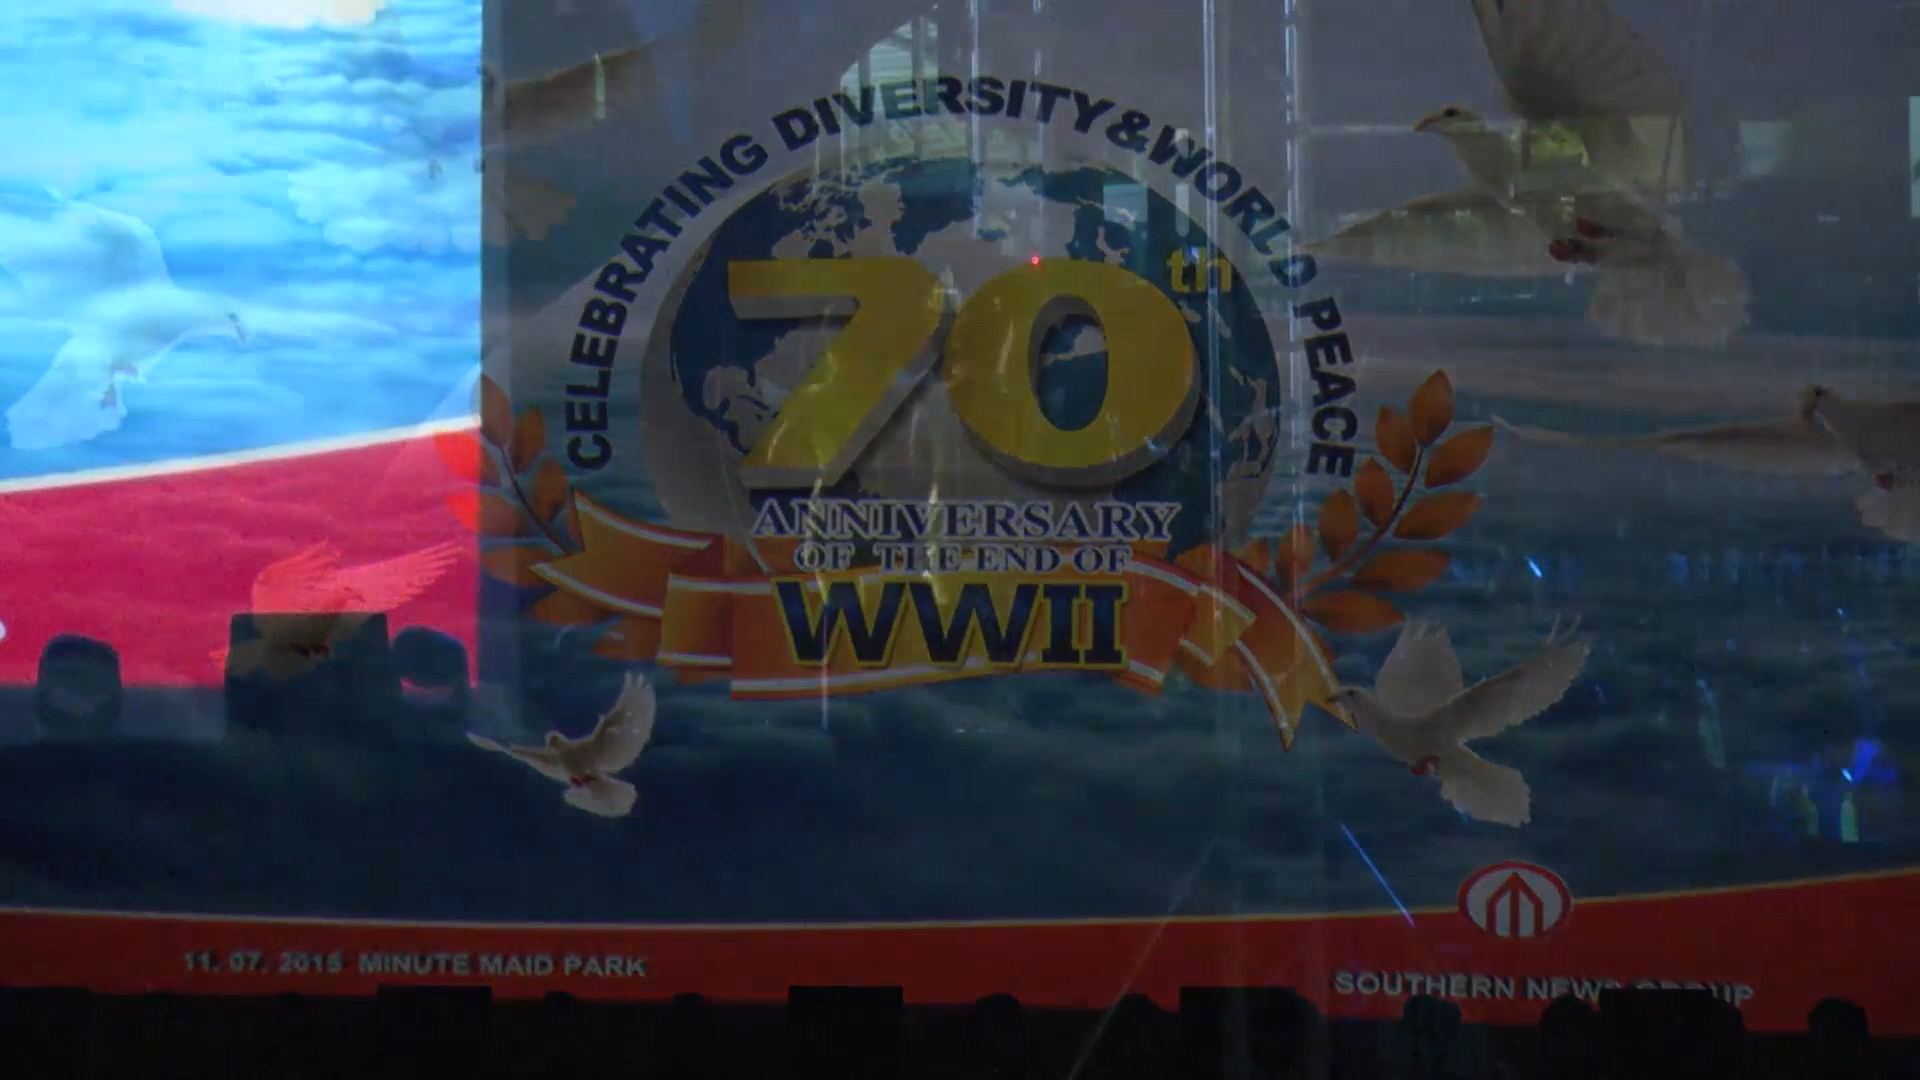 CELEBRATING DIVERSITY&WORLD PEACE
70th
ANNIVERSARY
OF THE END OF
WWII
11. 07. 2015 MINUTE MAID PARK
SOUTHERN NEWS GROUP